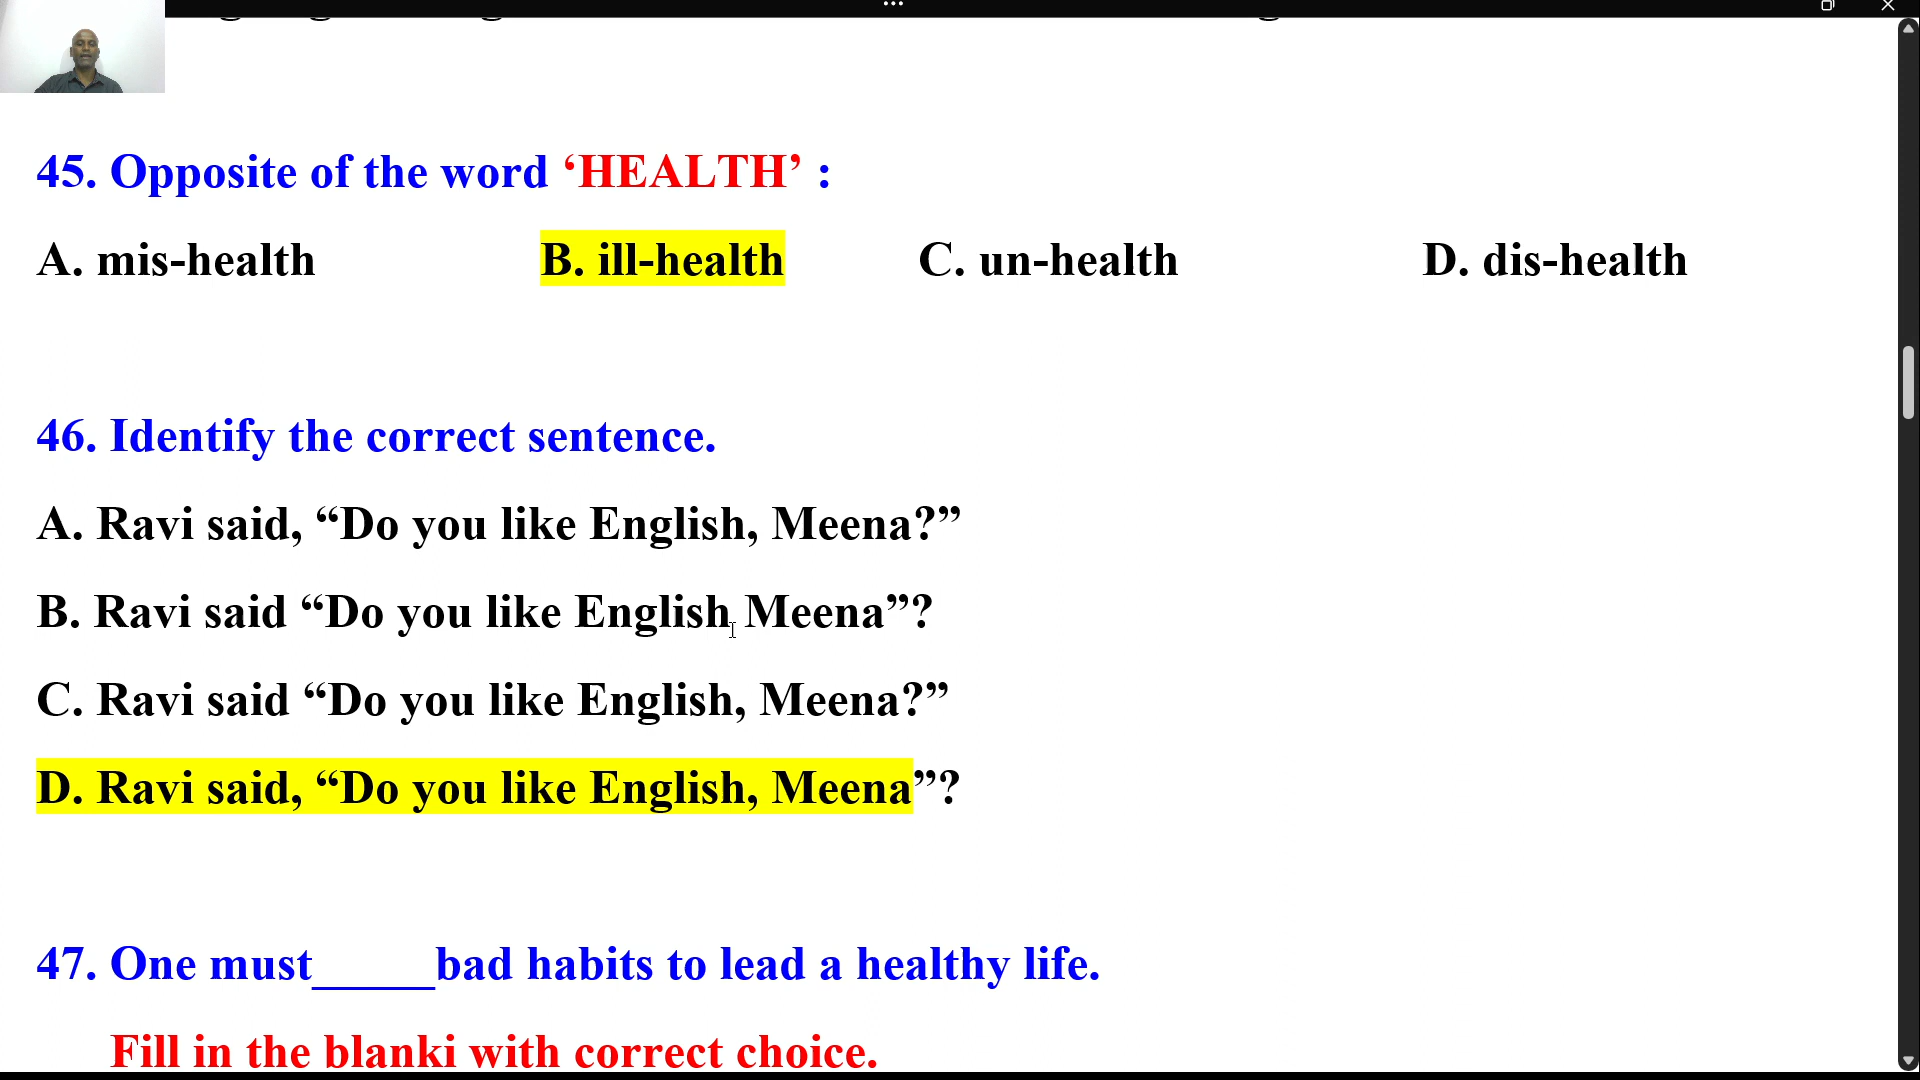 45. Opposite of the word ‘HEALTH’ :
A. mis-health B. ill-health C. un-health D. dis-health
46. Identify the correct sentence.
A. Ravi said, “Do you like English, Meena?”
B. Ravi said “Do you like English Meena”?
C. Ravi said “Do you like English, Meena?”
D. Ravi said, “Do you like English, Meena”?
47. One must_____bad habits to lead a healthy life.
Fill in the blanki with correct choice.